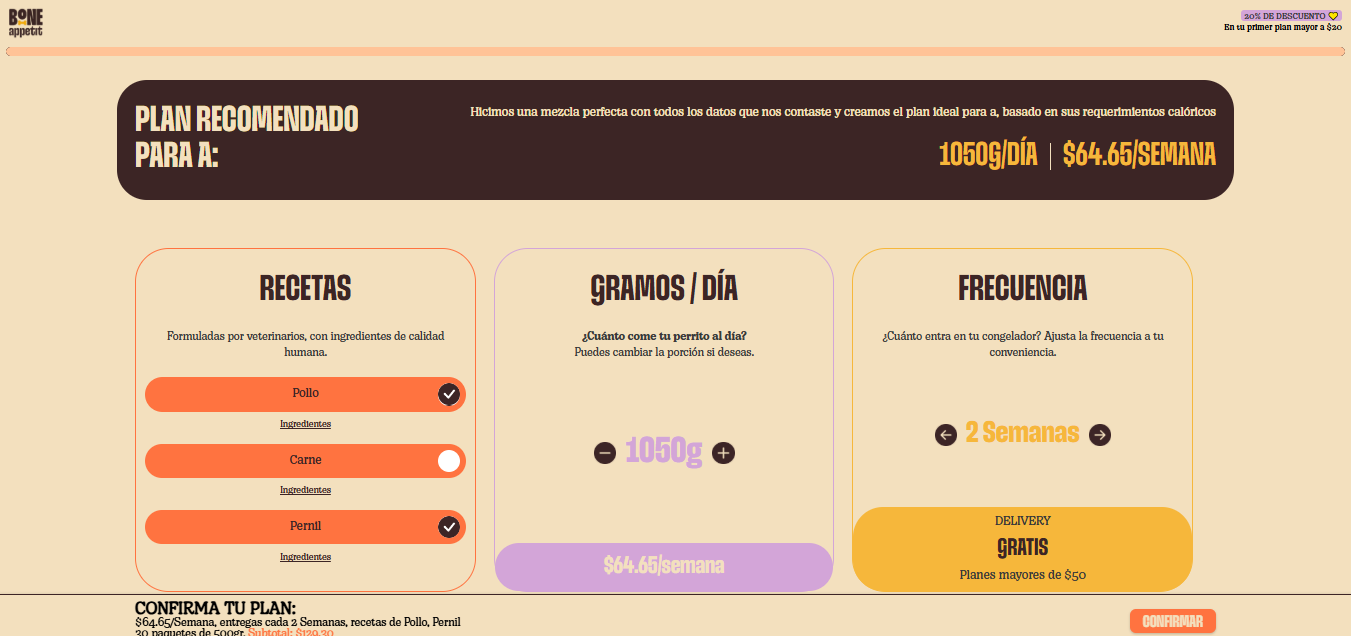 BONE
appetit
20% DE DESCUENTO
En tu primer plan mayor a $20
PLAN RECOMENDADO
PARA A:
Hicimos una mezcla perfecta con todos los datos que nos contaste y creamos el plan ideal para a, basado en sus requerimientos calóricos
1050G/DÍA
$64.65/SEMANA
RECETAS
Formuladas por veterinarios, con ingredientes de calidad
humana.
Pollo
Ingredientes
Carne
Ingredientes
Pernil
Ingredientes
GRAMOS / DÍA
¿Cuánto come tu perrito al día?
Puedes cambiar la porción si deseas.
1050g
$64.65/semana
FRECUENCIA
¿Cuánto entra en tu congelador? Ajusta la frecuencia a tu
conveniencia.
2 Semanas
DELIVERY
GRATIS
Planes mayores de $50
CONFIRMA TU PLAN:
$64.65/Semana, entregas cada 2 Semanas, recetas de Pollo, Pernil
30 paquetes de 500gr. Subtotal: $129.30
CONFIRMAR